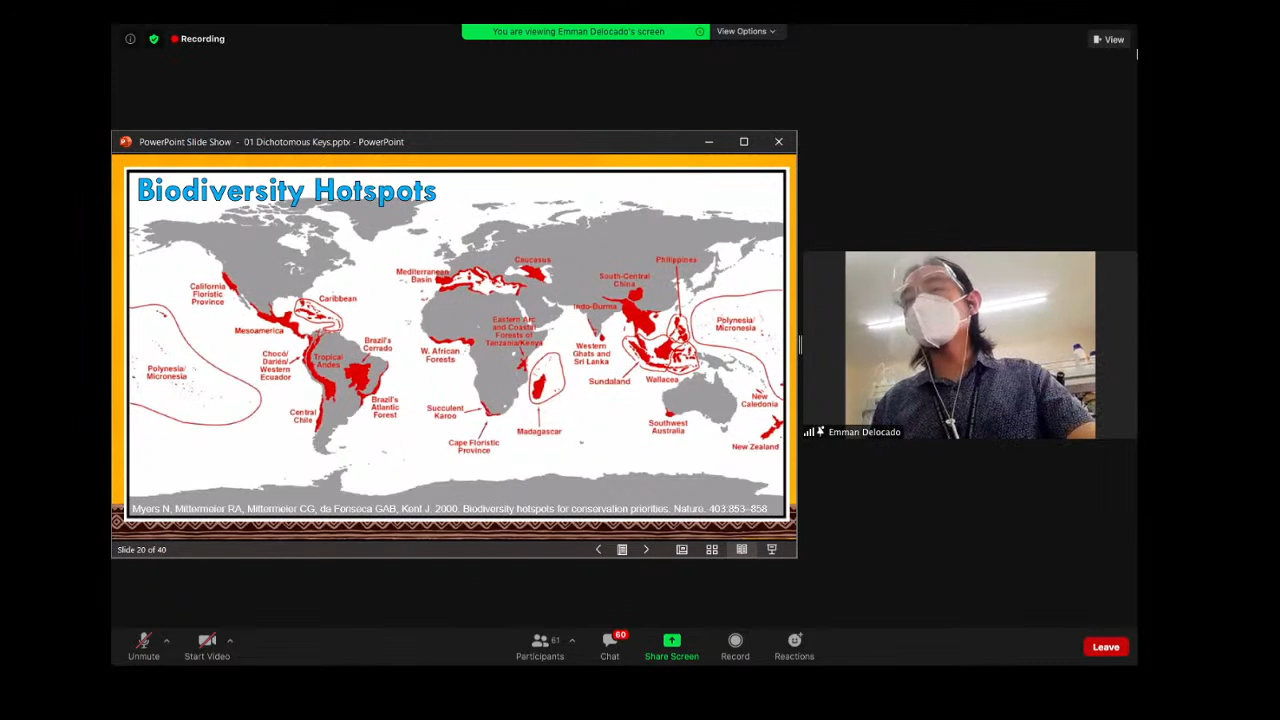 Recording
You are viewing Emman Delocado's screen
View Options
View
PowerPoint Slide Show - 01 Dichotomous Keys.pptx - PowerPoint
Biodiversity Hotspots
California
Floristic
Province
Caribbean
Mesoamerica
Polynesia/
Micronesia
Chocó/
Darién/
Western
Ecuador
Tropical
Andes
Brazil's
Cerrado
Central
Chile
Brazil's
Atlantic
Forest
Mediterranean
Basin
Caucasus
W. African
Forests
Eastern Arc
and Coastal
Forests of
Tanzania/Kenya
Succulent
Karoo
Cape Floristic
Province
Madagascar
South-Central
China
Indo-Burma
Philippines
Western
Ghats and
Sri Lanka
Sundaland
Wallacea
Polynesia/
Micronesia
Southwest
Australia
New
Caledonia
New Zealand
Myers N, Mittermeier RA, Mittermeier CG, da Fonseca GAB, Kent J. 2000. Biodiversity hotspots for conservation priorities. Nature. 403:853–858
Slide 20 of 40
Emman Delocado
Unmute
Start Video
61
Participants
60
Chat
Share Screen
Record
Reactions
Leave